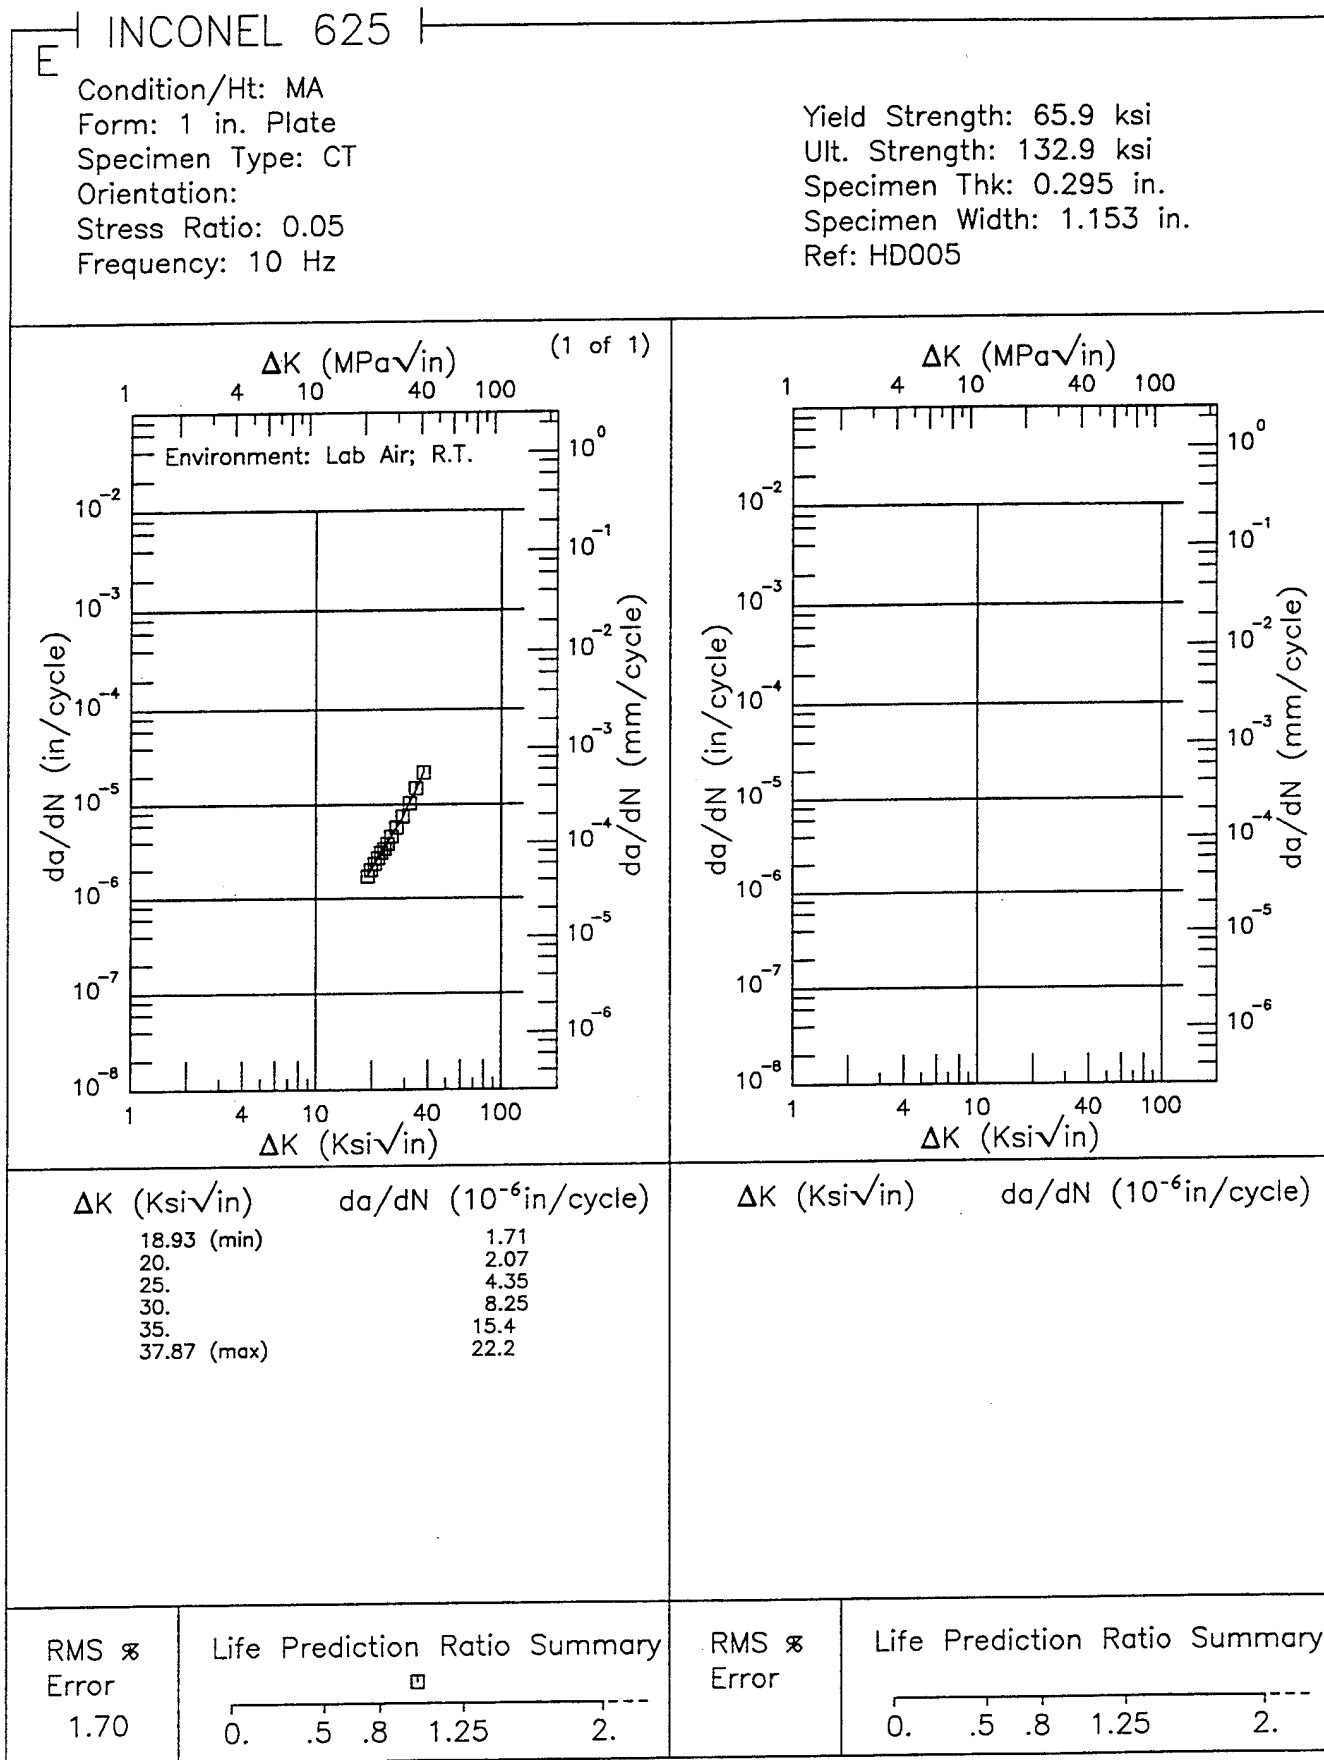 INCONEL 625
E
Condition/Ht: MA
Form: 1 in. Plate
Specimen Type: CT
Orientation:
Stress Ratio: 0.05
Frequency: 10 Hz
Yield Strength: 65.9 ksi
Ult. Strength: 132.9 ksi
Specimen Thk: 0.295 in.
Specimen Width: 1.153 in.
Ref: HD005
(1 of 1)
ΔK (MPa√in)
1 4 10 40 100
Environment: Lab Air; R.T.
da/dN (in/cycle)
10⁻²
10⁻³
10⁻⁴
10⁻⁵
10⁻⁶
10⁻⁷
10⁻⁸
10⁰
10⁻¹
10⁻²
10⁻³
10⁻⁴
10⁻⁵
10⁻⁶
da/dN (mm/cycle)
1 4 10 40 100
ΔK (Ksi√in)
ΔK (MPa√in)
1 4 10 40 100
da/dN (in/cycle)
10⁻²
10⁻³
10⁻⁴
10⁻⁵
10⁻⁶
10⁻⁷
10⁻⁸
10⁰
10⁻¹
10⁻²
10⁻³
10⁻⁴
10⁻⁵
10⁻⁶
da/dN (mm/cycle)
1 4 10 40 100
ΔK (Ksi√in)
ΔK (Ksi√in) da/dN (10⁻⁶in/cycle)
18.93 (min) 1.71
20. 2.07
25. 4.35
30. 8.25
35. 15.4
37.87 (max) 22.2
ΔK (Ksi√in) da/dN (10⁻⁶in/cycle)
RMS %
Error
1.70
Life Prediction Ratio Summary
0. .5 .8 1.25 2.
RMS %
Error
Life Prediction Ratio Summary
0. .5 .8 1.25 2.